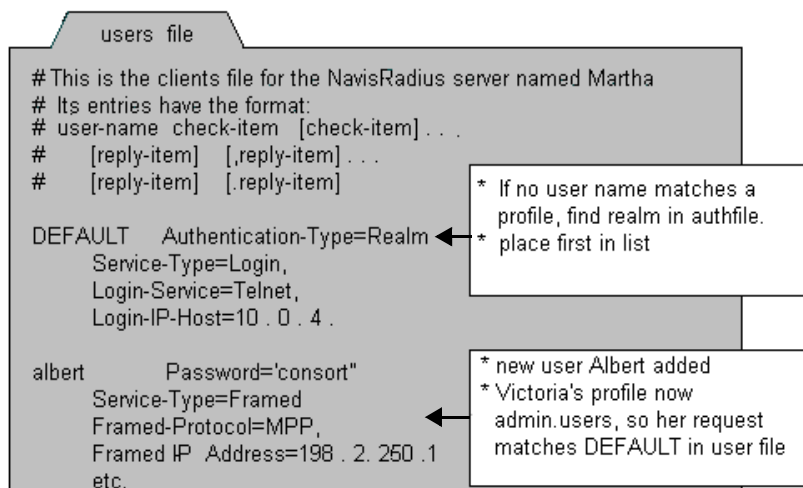 users file
# This is the clients file for the NavisRadius server named Martha
# Its entries have the format:
# user-name check-item [check-item] . . .
# [reply-item] [,reply-item] . . .
# [reply-item] [.reply-item]
DEFAULT Authentication-Type=Realm
Service-Type=Login,
Login-Service=Telnet,
Login-IP-Host=10 . 0 . 4 .
* If no user name matches a
profile, find realm in authfile.
* place first in list
albert Password='consort"
Service-Type=Framed
Framed-Protocol=MPP,
Framed IP Address=198 . 2. 250 .1
etc.
* new user Albert added
* Victoria's profile now
admin.users, so her request
matches DEFAULT in user file